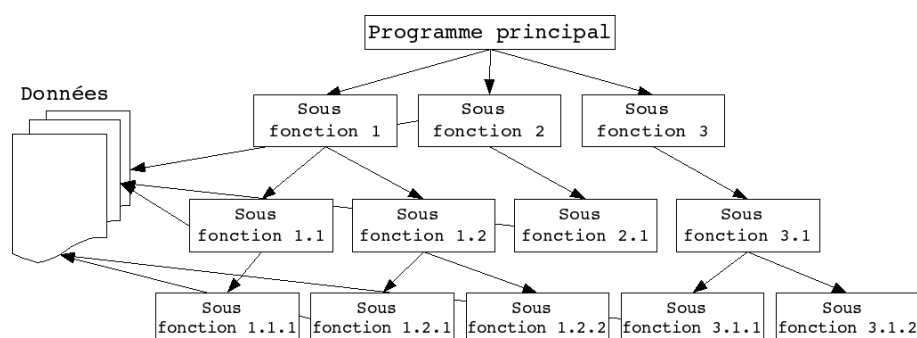 Programme principal
Données
Sous
fonction 1
Sous
fonction 2
Sous
fonction 3
Sous
fonction 1.1
Sous
fonction 1.2
Sous
fonction 2.1
Sous
fonction 3.1
Sous
fonction 1.1.1
Sous
fonction 1.2.1
Sous
fonction 1.2.2
Sous
fonction 3.1.1
Sous
fonction 3.1.2